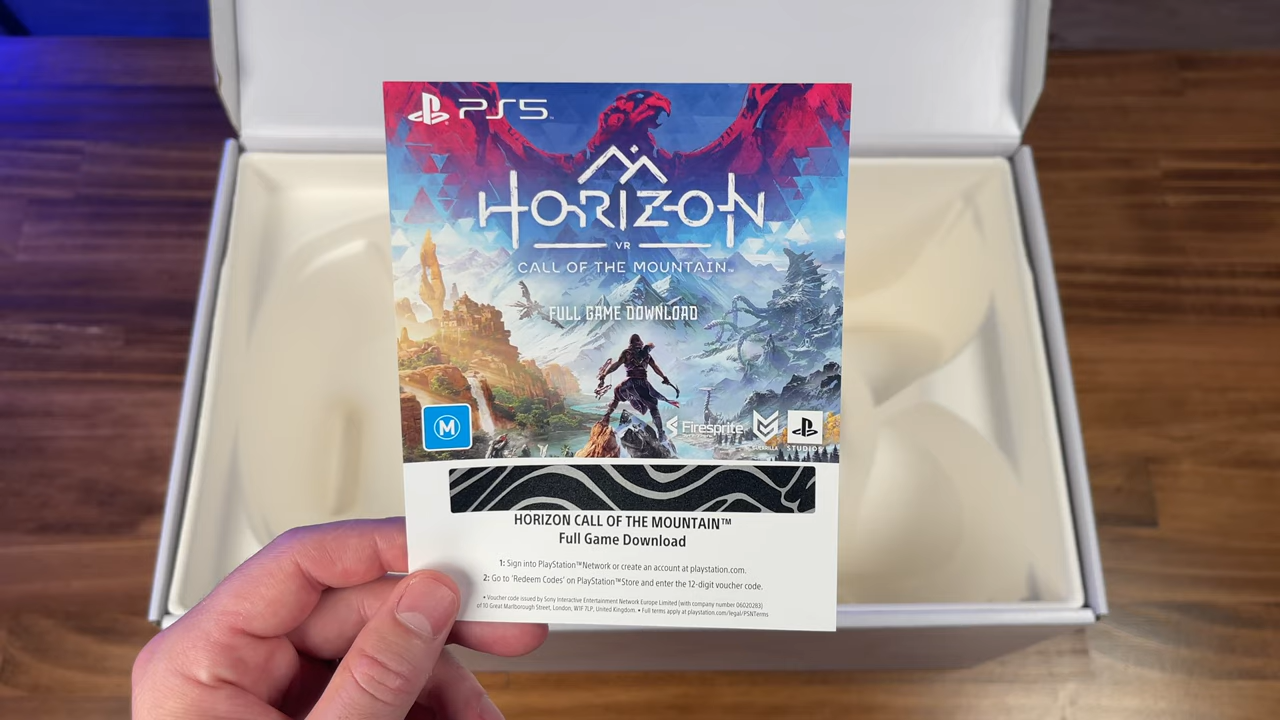 PS5
HORIZON
VR
CALL OF THE MOUNTAIN™
FULL GAME DOWNLOAD
M
Firesprite
GUERRILLA
STUDIOS
HORIZON CALL OF THE MOUNTAIN™
Full Game Download
1: Sign into PlayStation™Network or create an account at playstation.com.
2: Go to 'Redeem Codes' on PlayStation™Store and enter the 12-digit voucher code.
• Voucher code issued by Sony Interactive Entertainment Network Europe Limited (with company number 06020283)
of 10 Great Marlborough Street, London, W1F 7LP, United Kingdom. • Full terms apply at playstation.com/legal/PSNTerms